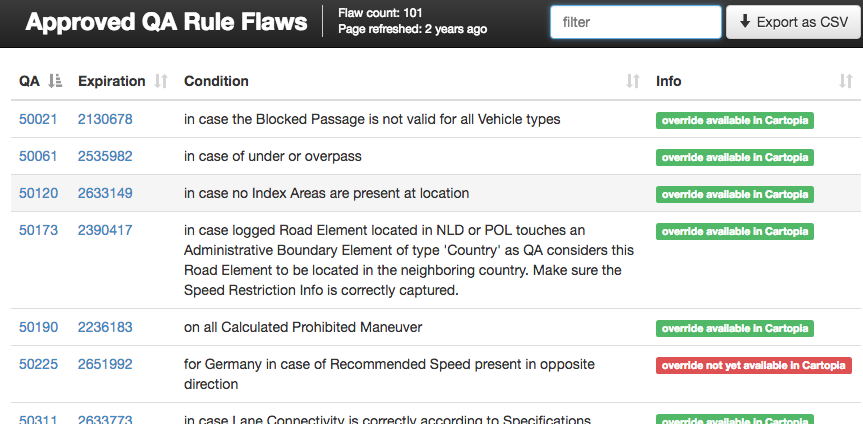 Approved QA Rule Flaws
Flaw count: 101
Page refreshed: 2 years ago
filter
Export as CSV
QA Expiration Condition Info
50021 2130678 in case the Blocked Passage is not valid for all Vehicle types override available in Cartopia
50061 2535982 in case of under or overpass override available in Cartopia
50120 2633149 in case no Index Areas are present at location override available in Cartopia
50173 2390417 in case logged Road Element located in NLD or POL touches an override available in Cartopia
Administrative Boundary Element of type 'Country' as QA considers this
Road Element to be located in the neighboring country. Make sure the
Speed Restriction Info is correctly captured.
50190 2236183 on all Calculated Prohibited Maneuver override available in Cartopia
50225 2651992 for Germany in case of Recommended Speed present in opposite override not yet available in Cartopia
direction
50311 2633773 in case Lane Connectivity is correctly according to Specifications override available in Cartopia